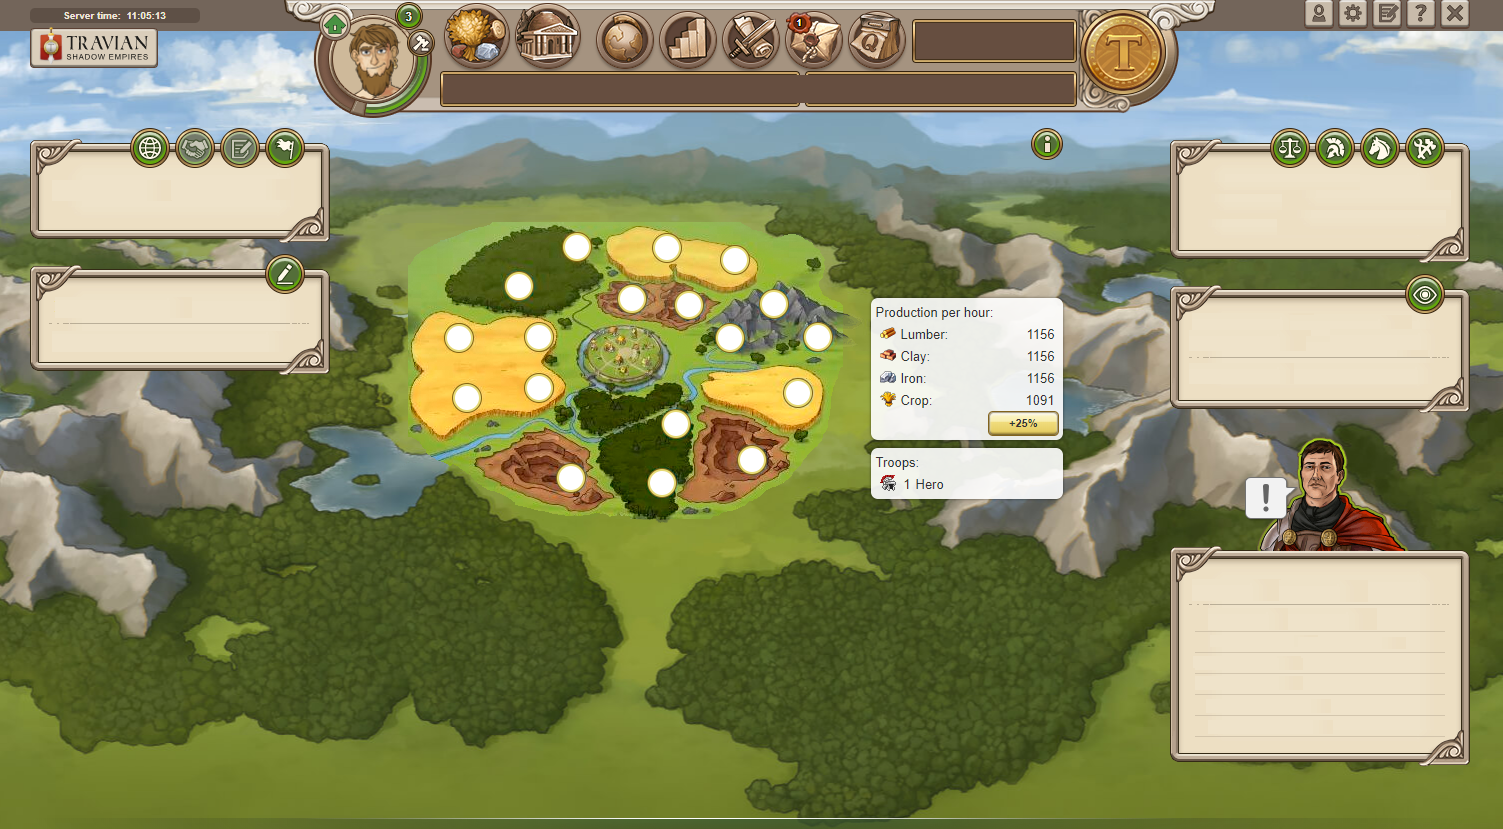 Server time: 11:05:13
TRAVIAN
SHADOW EMPIRES
3
1
Q
T
Production per hour:
Lumber: 1156
Clay: 1156
Iron: 1156
Crop: 1091
+25%
Troops:
1 Hero
!
i
?